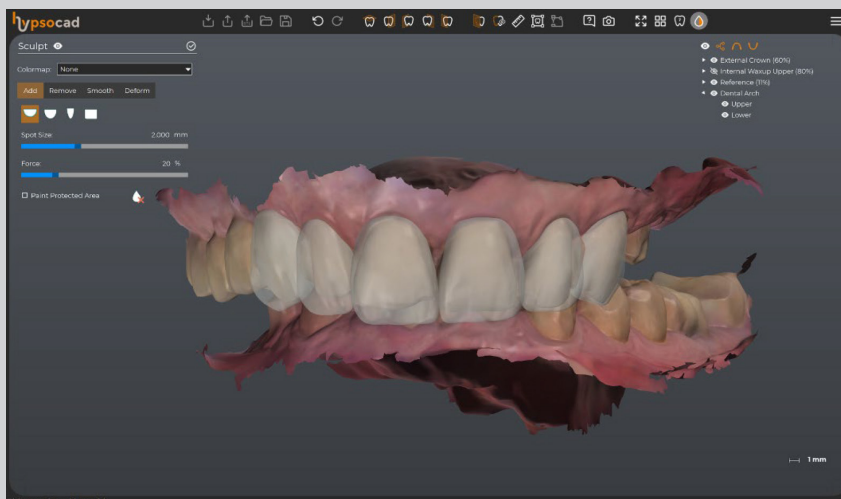 hypsocad
Sculpt
Colormap: None
Add Remove Smooth Deform
Spot Size: 2.000 mm
Force: 20 %
Paint Protected Area
External Crown (60%)
Internal Waxup Upper (80%)
Reference (11%)
Dental Arch
Upper
Lower
1 mm